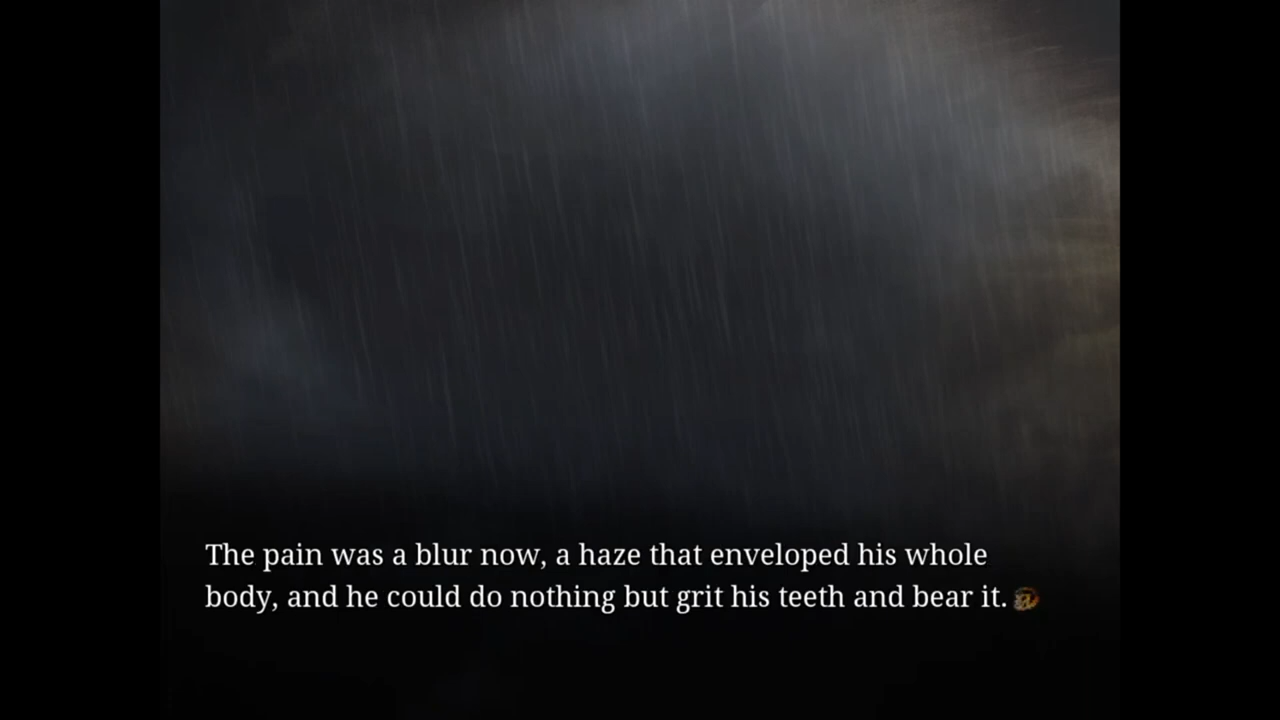 The pain was a blur now, a haze that enveloped his whole
body, and he could do nothing but grit his teeth and bear it.